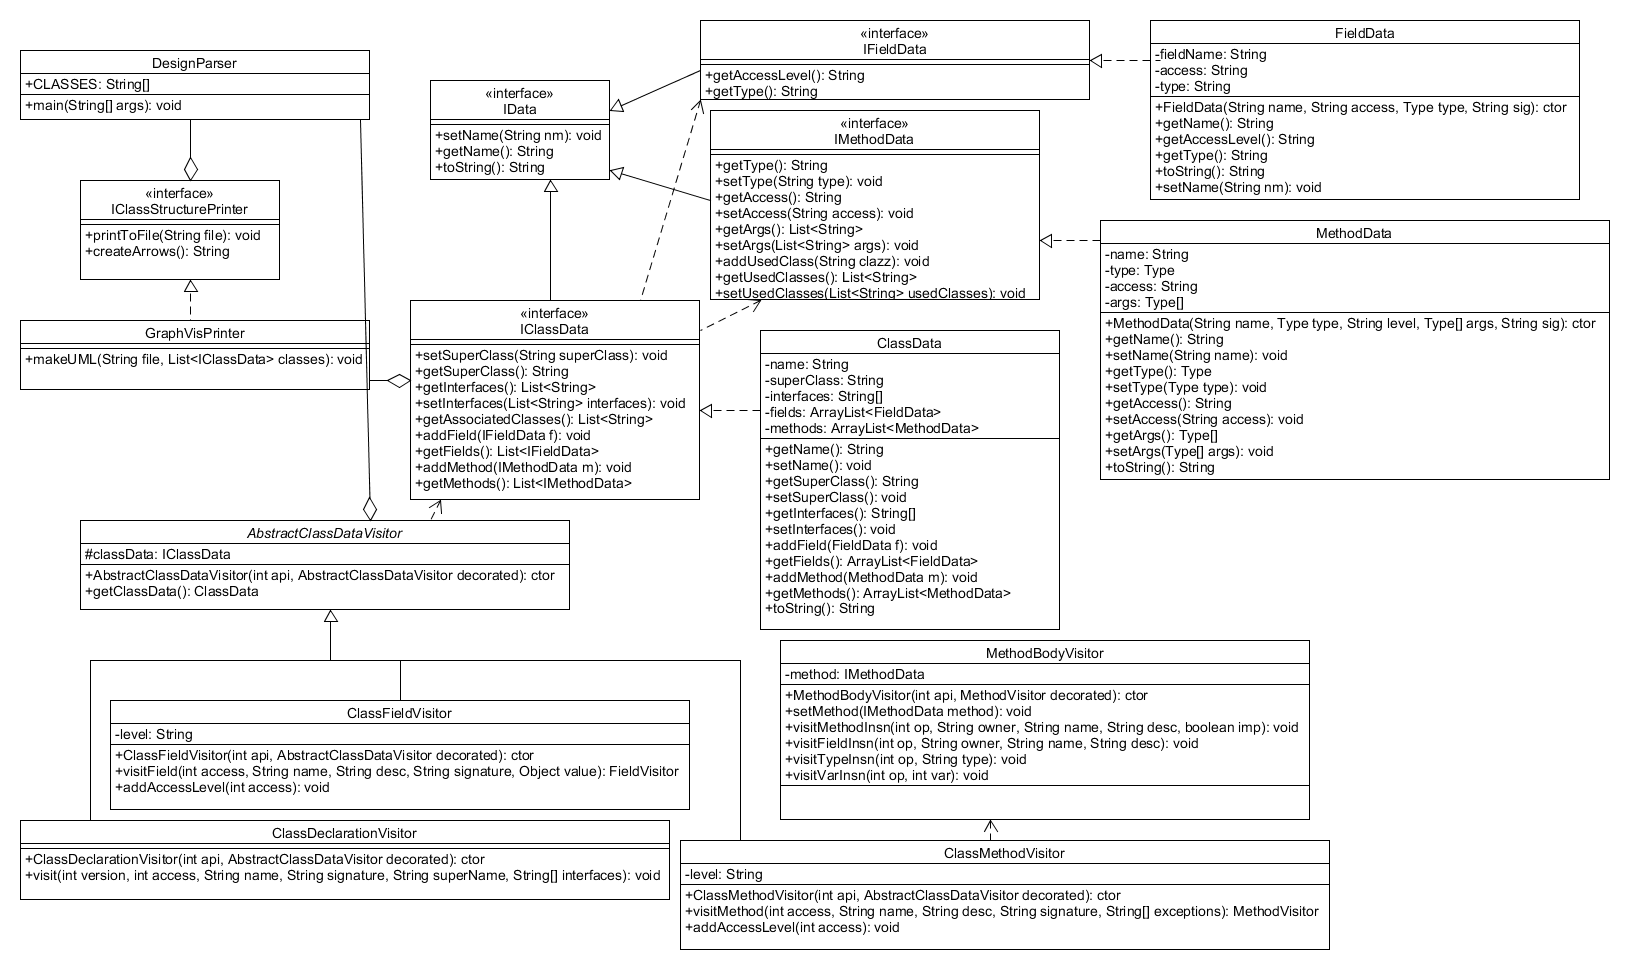 DesignParser
+CLASSES: String[]
+main(String[] args): void
«interface»
IClassStructurePrinter
+printToFile(String file): void
+createArrows(): String
GraphVisPrinter
+makeUML(String file, List<IClassData> classes): void
«interface»
IData
+setName(String nm): void
+getName(): String
+toString(): String
«interface»
IFieldData
+getAccessLevel(): String
+getType(): String
«interface»
IMethodData
+getType(): String
+setType(String type): void
+getAccess(): String
+setAccess(String access): void
+getArgs(): List<String>
+setArgs(List<String> args): void
+addUsedClass(String clazz): void
+getUsedClasses(): List<String>
+setUsedClasses(List<String> usedClasses): void
FieldData
-fieldName: String
-access: String
-type: String
+FieldData(String name, String access, Type type, String sig): ctor
+getName(): String
+getAccessLevel(): String
+getType(): String
+toString(): String
+setName(String nm): void
MethodData
-name: String
-type: Type
-access: String
-args: Type[]
+MethodData(String name, Type type, String level, Type[] args, String sig): ctor
+getName(): String
+setName(String name): void
+getType(): Type
+setType(Type type): void
+getAccess(): String
+setAccess(String access): void
+getArgs(): Type[]
+setArgs(Type[] args): void
+toString(): String
«interface»
IClassData
+setSuperClass(String superClass): void
+getSuperClass(): String
+getInterfaces(): List<String>
+setInterfaces(List<String> interfaces): void
+getAssociatedClasses(): List<String>
+addField(IFieldData f): void
+getFields(): List<IFieldData>
+addMethod(IMethodData m): void
+getMethods(): List<IMethodData>
ClassData
-name: String
-superClass: String
-interfaces: String[]
-fields: ArrayList<FieldData>
-methods: ArrayList<MethodData>
+getName(): String
+setName(): void
+getSuperClass(): String
+setSuperClass(): void
+getInterfaces(): String[]
+setInterfaces(): void
+addField(FieldData f): void
+getFields(): ArrayList<FieldData>
+addMethod(MethodData m): void
+getMethods(): ArrayList<MethodData>
+toString(): String
AbstractClassDataVisitor
#classData: IClassData
+AbstractClassDataVisitor(int api, AbstractClassDataVisitor decorated): ctor
+getClassData(): ClassData
MethodBodyVisitor
-method: IMethodData
+MethodBodyVisitor(int api, MethodVisitor decorated): ctor
+setMethod(IMethodData method): void
+visitMethodInsn(int op, String owner, String name, String desc, boolean imp): void
+visitFieldInsn(int op, String owner, String name, String desc): void
+visitTypeInsn(int op, String type): void
+visitVarInsn(int op, int var): void
ClassFieldVisitor
-level: String
+ClassFieldVisitor(int api, AbstractClassDataVisitor decorated): ctor
+visitField(int access, String name, String desc, String signature, Object value): FieldVisitor
+addAccessLevel(int access): void
ClassDeclarationVisitor
+ClassDeclarationVisitor(int api, AbstractClassDataVisitor decorated): ctor
+visit(int version, int access, String name, String signature, String superName, String[] interfaces): void
ClassMethodVisitor
-level: String
+ClassMethodVisitor(int api, AbstractClassDataVisitor decorated): ctor
+visitMethod(int access, String name, String desc, String signature, String[] exceptions): MethodVisitor
+addAccessLevel(int access): void